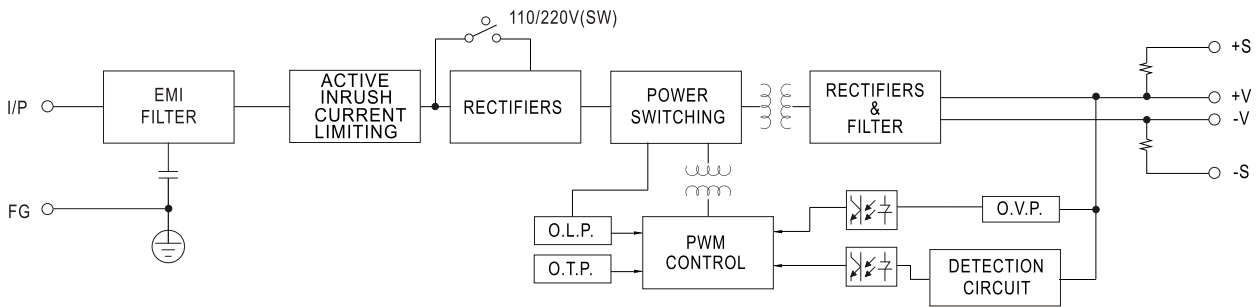 110/220V(SW)
I/P
EMI
FILTER
ACTIVE
INRUSH
CURRENT
LIMITING
RECTIFIERS
POWER
SWITCHING
RECTIFIERS
&
FILTER
+S
+V
-V
-S
FG
O.L.P.
O.T.P.
PWM
CONTROL
O.V.P.
DETECTION
CIRCUIT